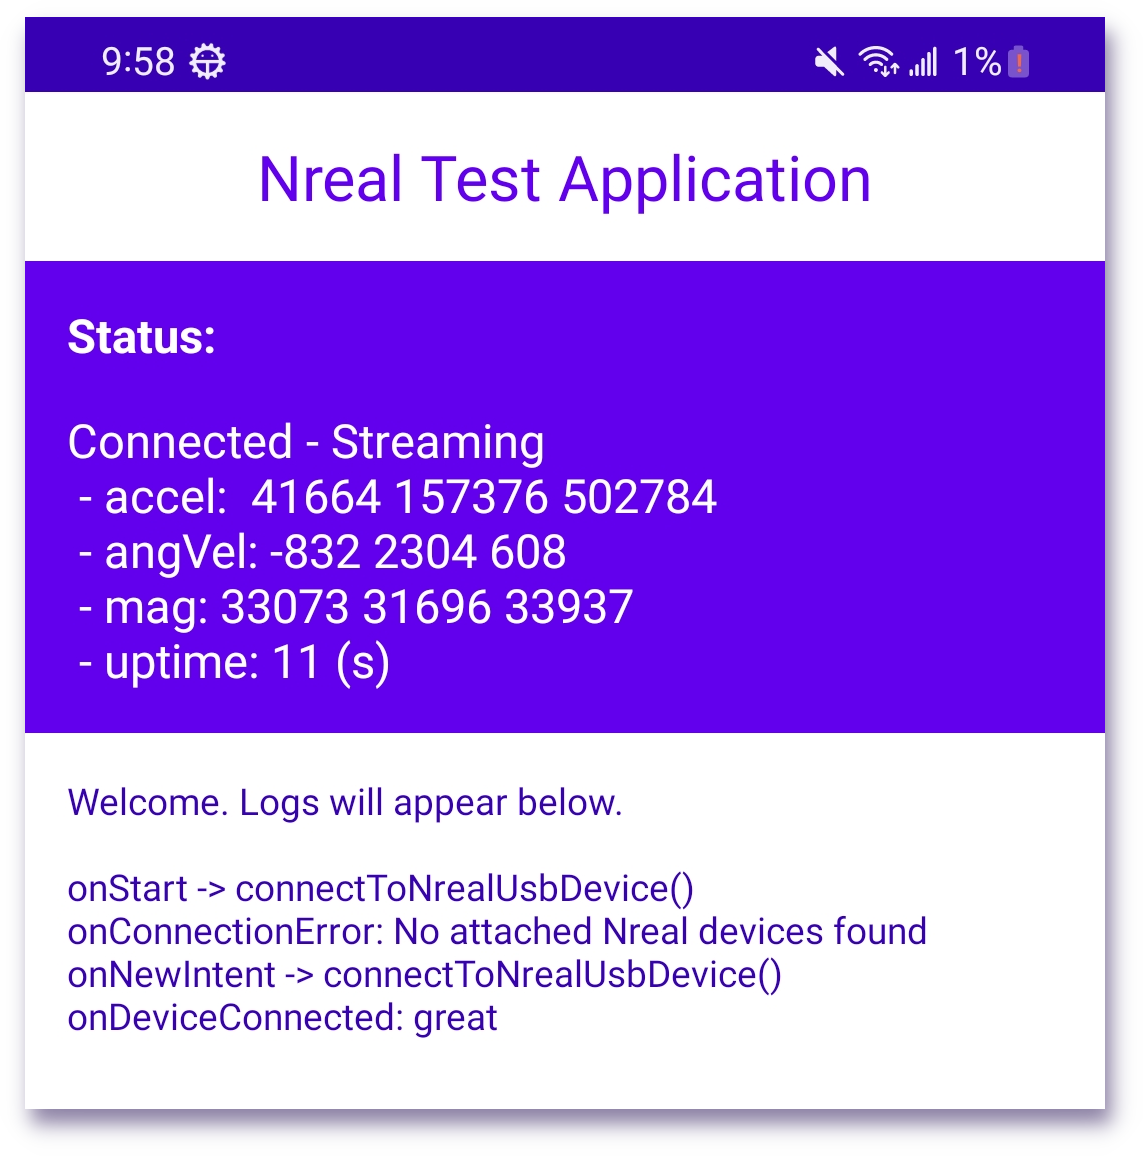 9:58 1%
Nreal Test Application
Status:
Connected - Streaming
- accel: 41664 157376 502784
- angVel: -832 2304 608
- mag: 33073 31696 33937
- uptime: 11 (s)
Welcome. Logs will appear below.
onStart -> connectToNrealUsbDevice()
onConnectionError: No attached Nreal devices found
onNewIntent -> connectToNrealUsbDevice()
onDeviceConnected: great